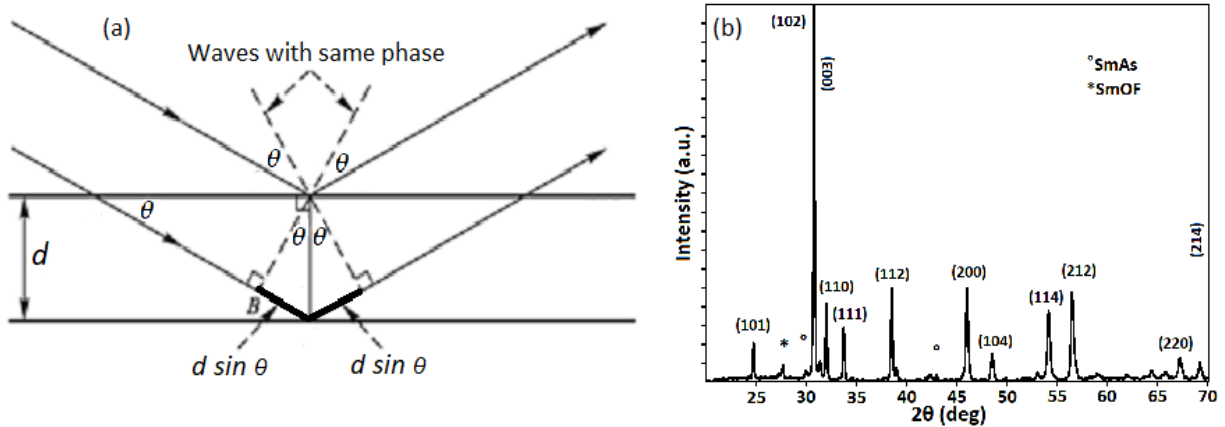 (a)
Waves with same phase
θ
θ
θ
θ θ
d
B
d sin θ
d sin θ
(b)
(102)
(003)
°SmAs
*SmOF
(101)
*
°
(110)
(111)
(112)
°
(200)
(104)
(114)
(212)
(220)
(214)
Intensity (a.u.)
25 30 35 40 45 50 55 60 65 70
2θ (deg)